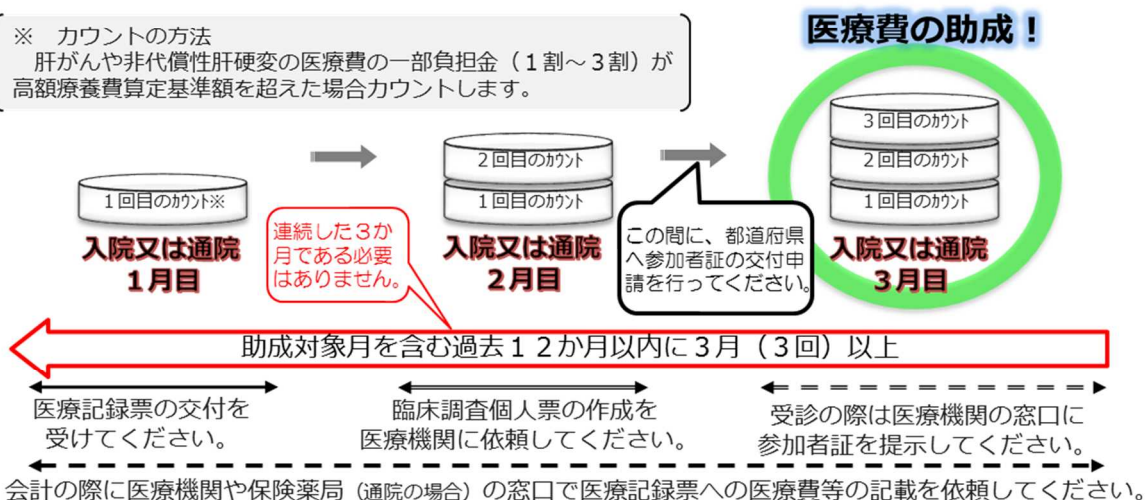 ※　カウントの方法
肝がんや非代償性肝硬変の医療費の一部負担金（１割～３割）が
高額療養費算定基準額を超えた場合カウントします。
医療費の助成！
１回目のカウント※
入院又は通院
１月目
連続した３か
月である必要
はありません。
２回目のカウント
１回目のカウント
入院又は通院
２月目
この間に、都道府県
へ参加者証の交付申
請を行ってください。
３回目のカウント
２回目のカウント
１回目のカウント
入院又は通院
３月目
助成対象月を含む過去１２か月以内に３月（３回）以上
医療記録票の交付を
受けてください。
臨床調査個人票の作成を
医療機関に依頼してください。
受診の際は医療機関の窓口に
参加者証を提示してください。
会計の際に医療機関や保険薬局（通院の場合）の窓口で医療記録票への医療費等の記載を依頼してください。